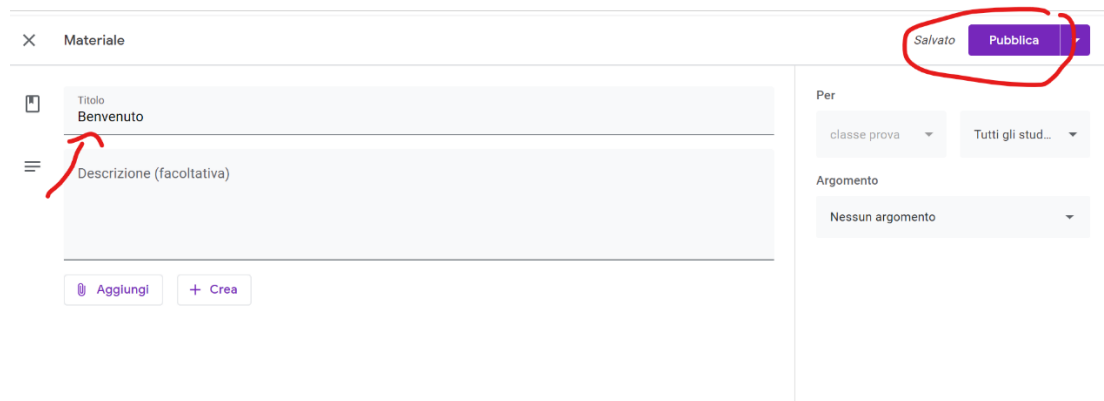 Materiale
Salvato
Pubblica
Titolo
Benvenuto
Descrizione (facoltativa)
Aggiungi
+ Crea
Per
classe prova
Tutti gli stud...
Argomento
Nessun argomento